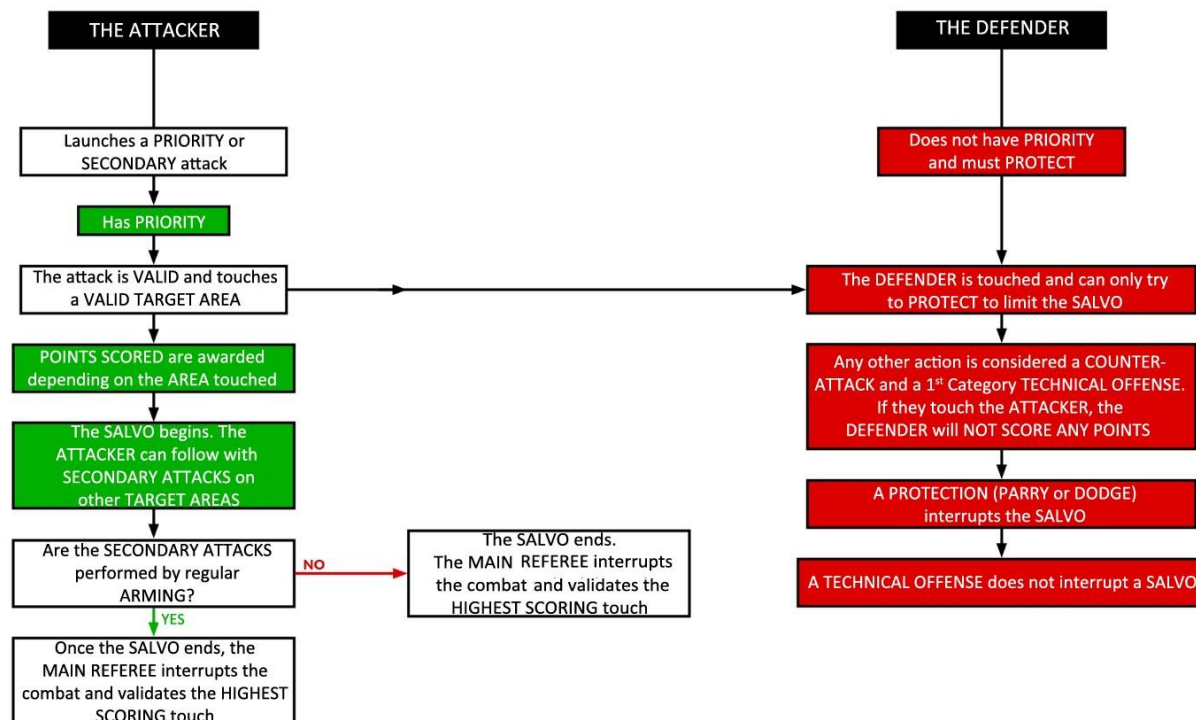 THE ATTACKER
Launches a PRIORITY or
SECONDARY attack
Has PRIORITY
The attack is VALID and touches
a VALID TARGET AREA
POINTS SCORED are awarded
depending on the AREA touched
The SALVO begins. The
ATTACKER can follow with
SECONDARY ATTACKS on
other TARGET AREAS
Are the SECONDARY ATTACKS
performed by regular
ARMING?
NO
The SALVO ends.
The MAIN REFEREE interrupts
the combat and validates the
HIGHEST SCORING touch
YES
Once the SALVO ends, the
MAIN REFEREE interrupts the
combat and validates the HIGHEST
SCORING touch
THE DEFENDER
Does not have PRIORITY
and must PROTECT
The DEFENDER is touched and can only try
to PROTECT to limit the SALVO
Any other action is considered a COUNTER-
ATTACK and a 1st Category TECHNICAL OFFENSE.
If they touch the ATTACKER, the
DEFENDER will NOT SCORE ANY POINTS
A PROTECTION (PARRY or DODGE)
interrupts the SALVO
A TECHNICAL OFFENSE does not interrupt a SALVO